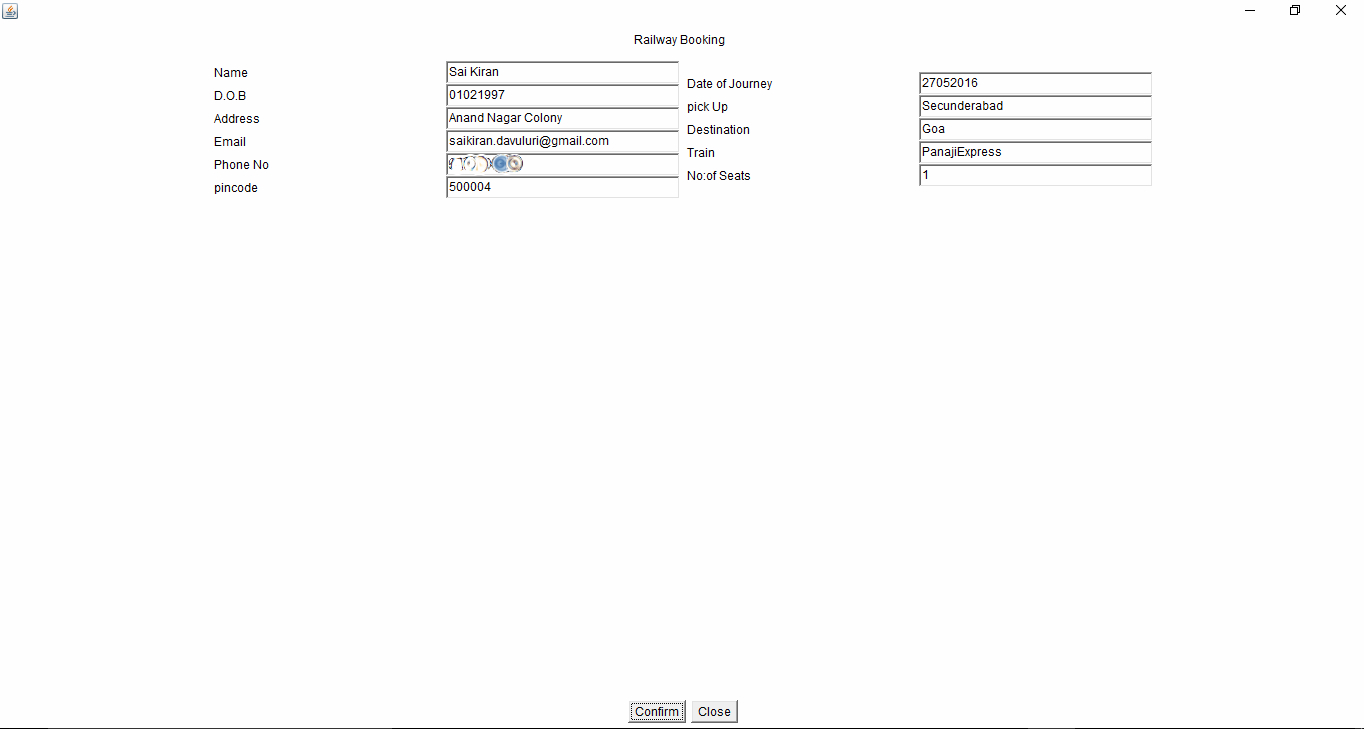 Railway Booking
Name Sai Kiran
D.O.B 01021997
Address Anand Nagar Colony
Email saikiran.davuluri@gmail.com
Phone No
pincode 500004
Date of Journey 27052016
pick Up Secunderabad
Destination Goa
Train PanajiExpress
No:of Seats 1
Confirm Close